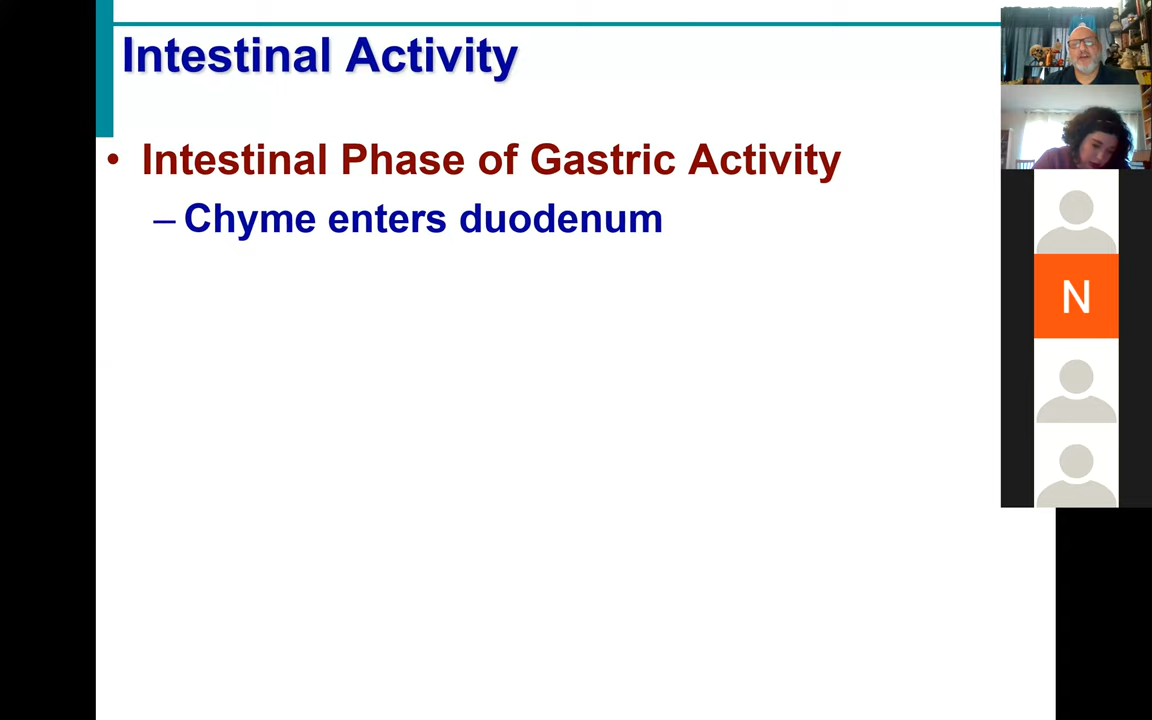 Intestinal Activity
• Intestinal Phase of Gastric Activity
– Chyme enters duodenum
N